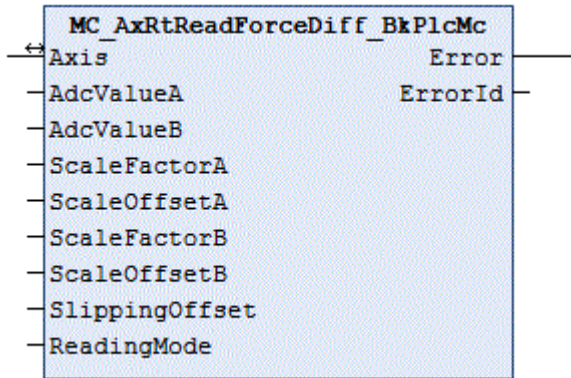 MC_AxRtReadForceDiff_BkPlcMc
Axis Error
AdcValueA ErrorId
AdcValueB
ScaleFactorA
ScaleOffsetA
ScaleFactorB
ScaleOffsetB
SlippingOffset
ReadingMode